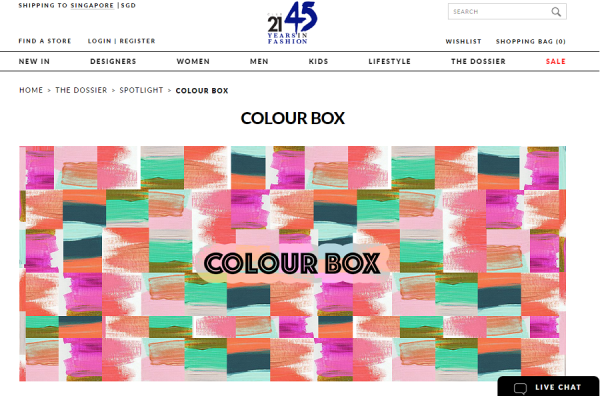 SHIPPING TO SINGAPORE | SGD
21 45
YEARS IN
FASHION
SEARCH
FIND A STORE LOGIN | REGISTER
WISHLIST SHOPPING BAG (0)
NEW IN DESIGNERS WOMEN MEN KIDS LIFESTYLE THE DOSSIER SALE
HOME > THE DOSSIER > SPOTLIGHT > COLOUR BOX
COLOUR BOX
COLOUR BOX
LIVE CHAT